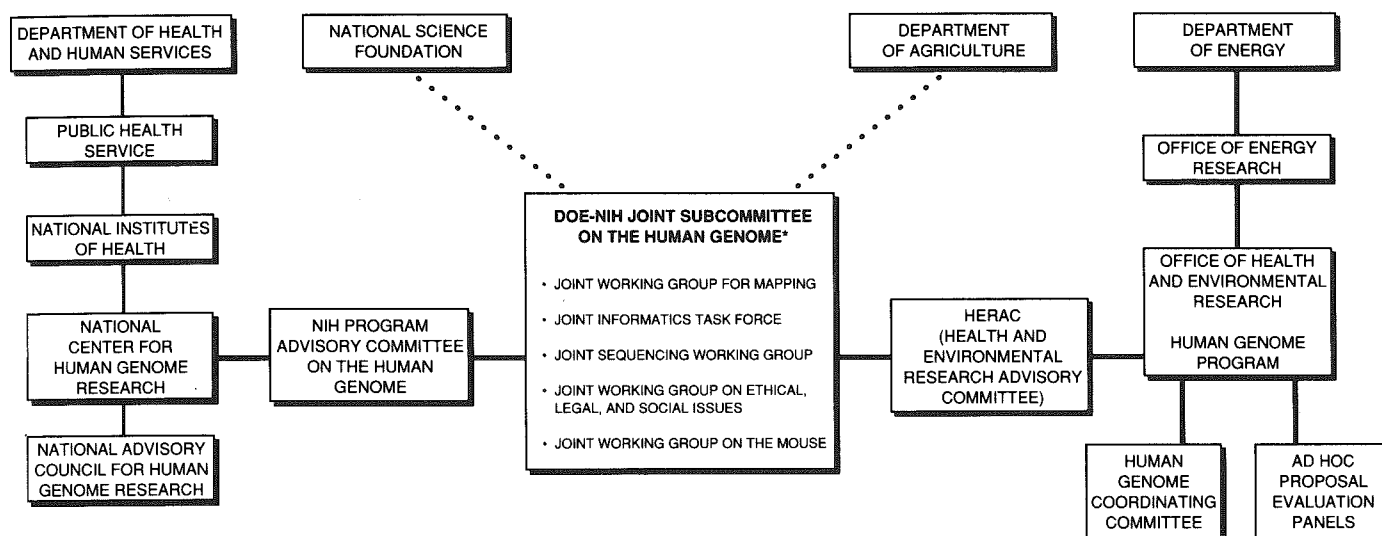 DEPARTMENT OF HEALTH
AND HUMAN SERVICES
NATIONAL SCIENCE
FOUNDATION
DEPARTMENT
OF AGRICULTURE
DEPARTMENT
OF ENERGY
PUBLIC HEALTH
SERVICE
OFFICE OF ENERGY
RESEARCH
NATIONAL INSTITUTES
OF HEALTH
DOE-NIH JOINT SUBCOMMITTEE
ON THE HUMAN GENOME*
• JOINT WORKING GROUP FOR MAPPING
• JOINT INFORMATICS TASK FORCE
• JOINT SEQUENCING WORKING GROUP
• JOINT WORKING GROUP ON ETHICAL,
LEGAL, AND SOCIAL ISSUES
• JOINT WORKING GROUP ON THE MOUSE
OFFICE OF HEALTH
AND ENVIRONMENTAL
RESEARCH
HUMAN GENOME
PROGRAM
NATIONAL
CENTER FOR
HUMAN GENOME
RESEARCH
NIH PROGRAM
ADVISORY COMMITTEE
ON THE HUMAN
GENOME
HERAC
(HEALTH AND
ENVIRONMENTAL
RESEARCH ADVISORY
COMMITTEE)
NATIONAL ADVISORY
COUNCIL FOR HUMAN
GENOME RESEARCH
HUMAN
GENOME
COORDINATING
COMMITTEE
AD HOC
PROPOSAL
EVALUATION
PANELS